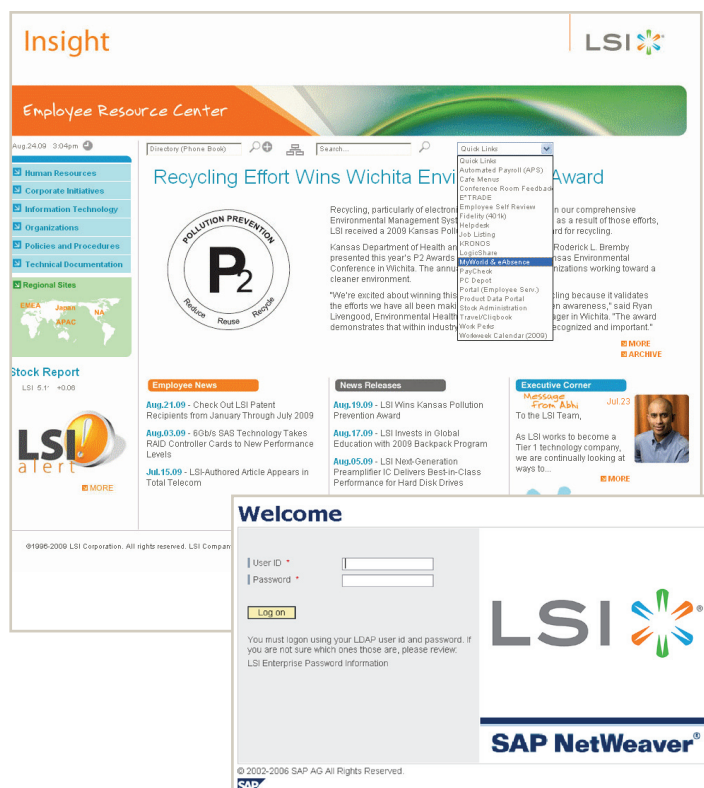 Insight
LSI
Employee Resource Center
Aug.24.09 3:04pm
Directory (Phone Book)
Search...
Quick Links
Human Resources
Corporate Initiatives
Information Technology
Organizations
Policies and Procedures
Technical Documentation
Regional Sites
EMEA
Japan
NA
APAC
Stock Report
LSI 5.1 +0.06
LSI
alert
MORE
Recycling Effort Wins Wichita Envi
Award
POLLUTION PREVENTION
P2
Reduce Reuse Recycle
Recycling, particularly of electron
n our comprehensive
Environmental Management Syst
as a result of those efforts,
LSI received a 2009 Kansas Poll
rd for recycling.
Kansas Department of Health an
Roderick L. Bremby
presented this year's P2 Awards
nsas Environmental
Conference in Wichita. The annu
nizations working toward a
cleaner environment.
"We're excited about winning this
cling because it validates
the efforts we have all been maki
n awareness," said Ryan
Livengood, Environmental Health
ager in Wichita. "The award
demonstrates that within industry
ecognized and important."
MORE
ARCHIVE
Quick Links
Automated Payroll (APS)
Cafe Menus
Conference Room Feedback
E*TRADE
Employee Self Review
Fidelity (401k)
Helpdesk
Job Listing
KRONOS
LogicShare
MyWorld & eAbsence
PayCheck
PC Depot
Portal (Employee Serv.)
Product Data Portal
Stock Administration
Travel/Cliqbook
Work Perks
Workweek Calendar (2009)
Employee News
Aug.21.09 - Check Out LSI Patent
Recipients from January Through July 2009
Aug.03.09 - 6Gb/s SAS Technology Takes
RAID Controller Cards to New Performance
Levels
Jul.15.09 - LSI-Authored Article Appears in
Total Telecom
News Releases
Aug.19.09 - LSI Wins Kansas Pollution
Prevention Award
Aug.17.09 - LSI Invests in Global
Education with 2009 Backpack Program
Aug.05.09 - LSI Next-Generation
Preamplifier IC Delivers Best-in-Class
Performance for Hard Disk Drives
Executive Corner
Message
from Abhi
Jul.23
To the LSI Team,
As LSI works to become a
Tier 1 technology company,
we are continually looking at
ways to...
MORE
©1996-2009 LSI Corporation. All rights reserved. LSI Compan
Welcome
User ID *
Password *
Log on
You must logon using your LDAP user id and password. If
you are not sure which ones those are, please review:
LSI Enterprise Password Information
LSI
SAP NetWeaver®
© 2002-2006 SAP AG All Rights Reserved.
SAP